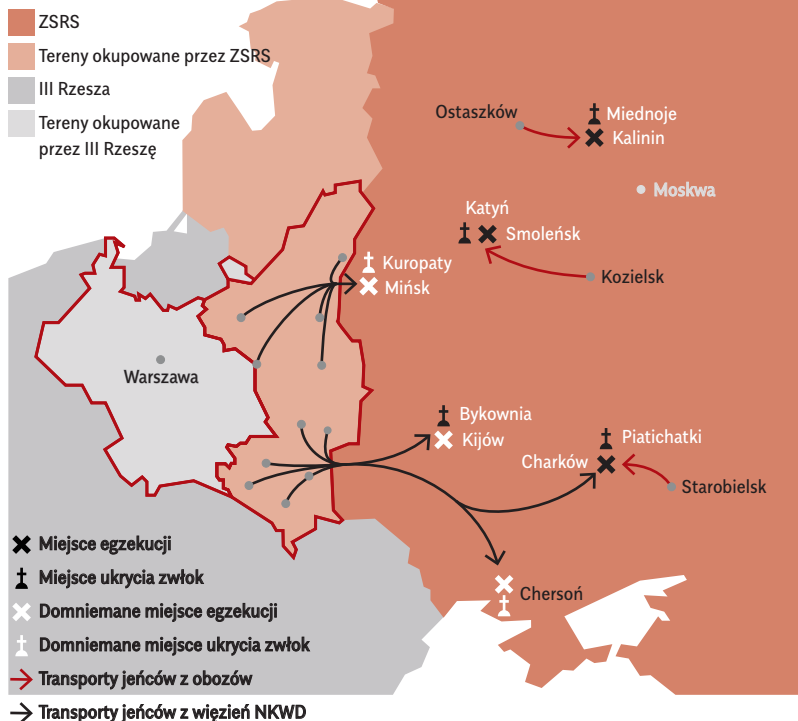 ZSRS
Tereny okupowane przez ZSRS
III Rzesza
Tereny okupowane
przez III Rzeszę
Ostaszków
Miednoje
Kalinin
Moskwa
Katyń
Smoleńsk
Kozielsk
Kuropaty
Mińsk
Warszawa
Bykownia
Kijów
Piatichatki
Charków
Starobielsk
Chersoń
Miejsce egzekucji
Miejsce ukrycia zwłok
Domniemane miejsce egzekucji
Domniemane miejsce ukrycia zwłok
Transporty jeńców z obozów
Transporty jeńców z więzień NKWD